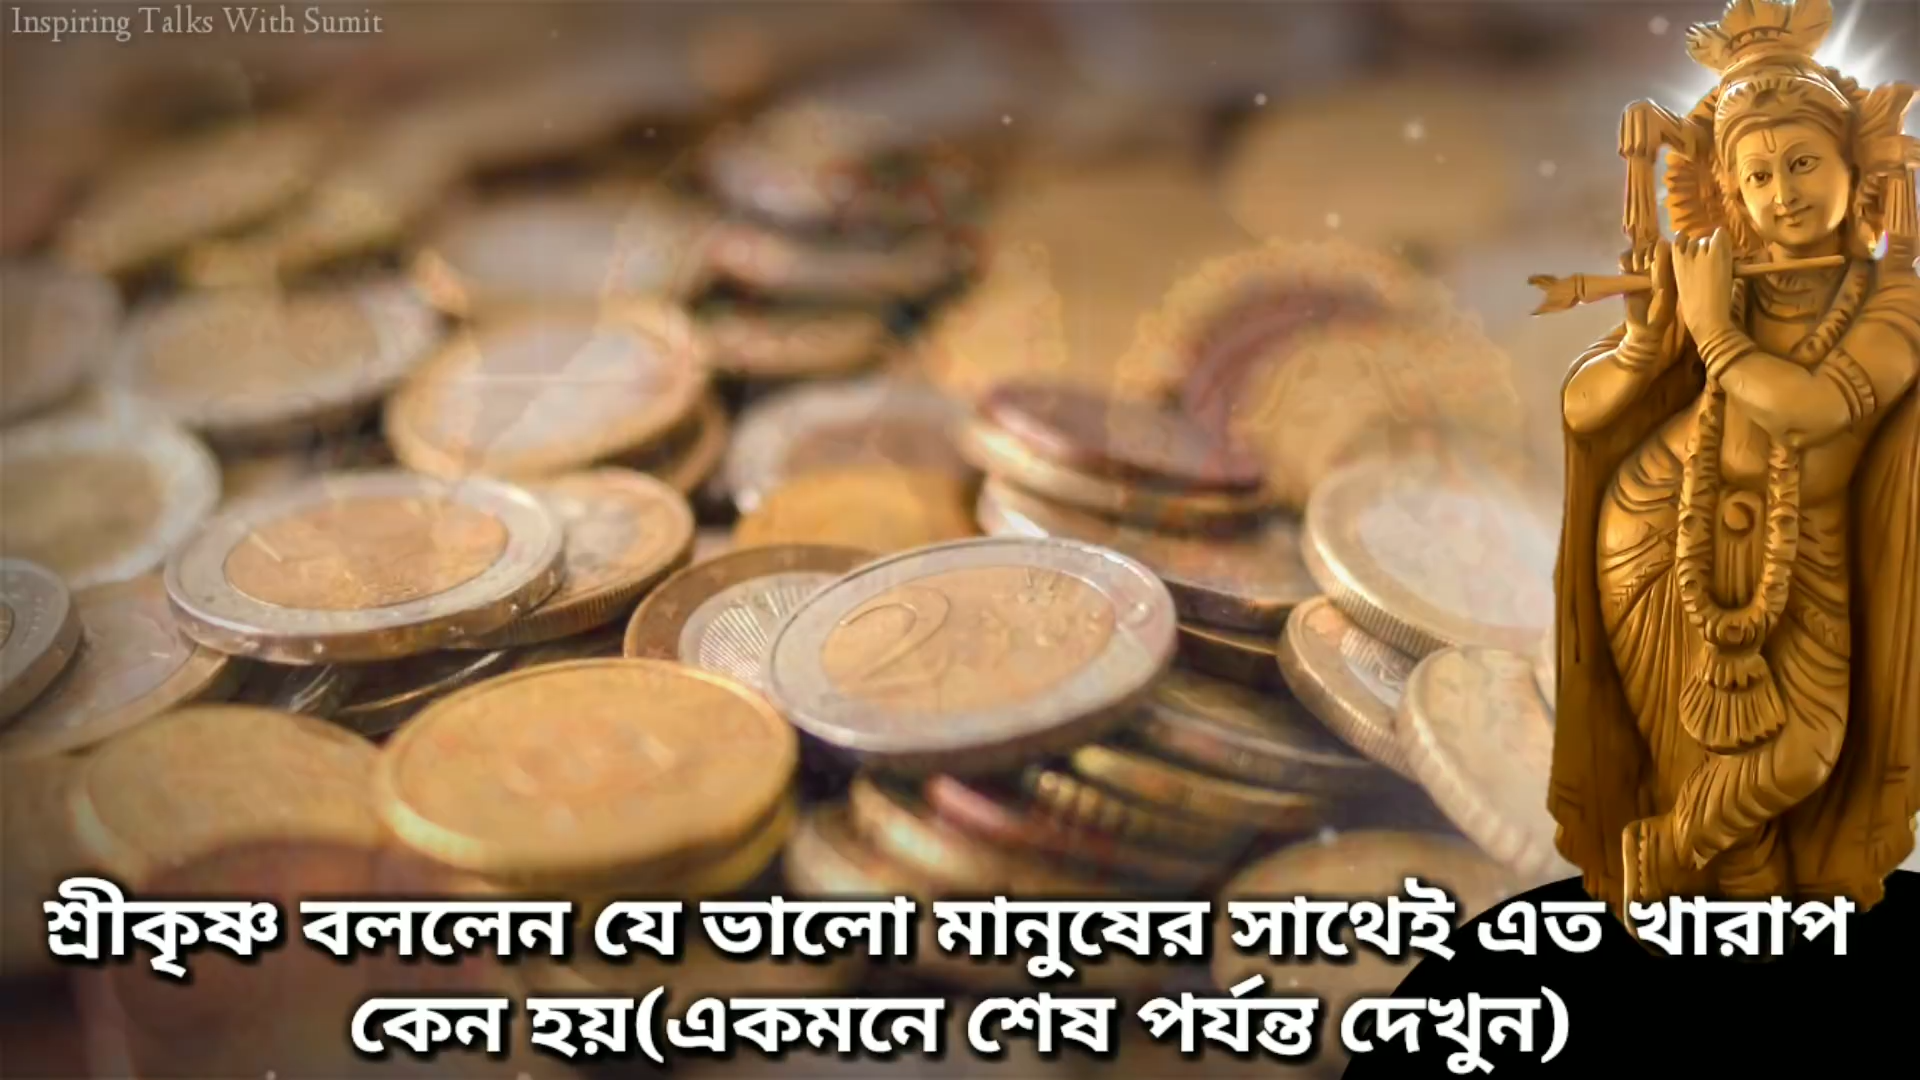 Inspiring Talks With Sumit
শ্রীকৃষ্ণ বললেন যে ভালো মানুষের সাথেই এত খারাপ
কেন হয়(একমনে শেষ পর্যন্ত দেখুন)